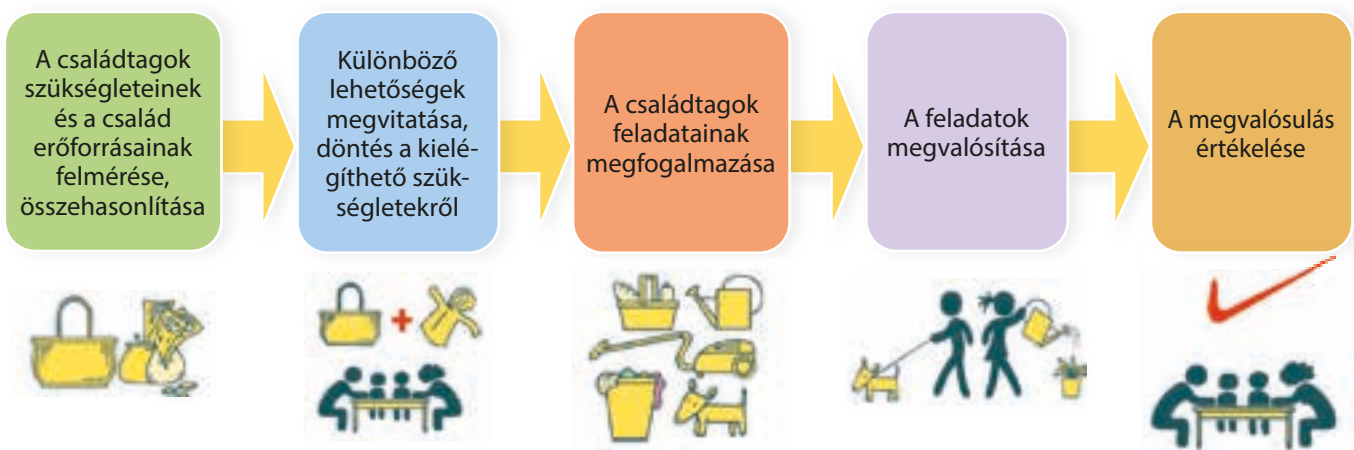 A családtagok
szükségleteinek
és a család
erőforrásainak
felmérése,
összehasonlítása
Különböző
lehetőségek
megvitatása,
döntés a kielé-
gíthető szük-
ségletekről
A családtagok
feladatainak
megfogalmazása
A feladatok
megvalósítása
A megvalósulás
értékelése